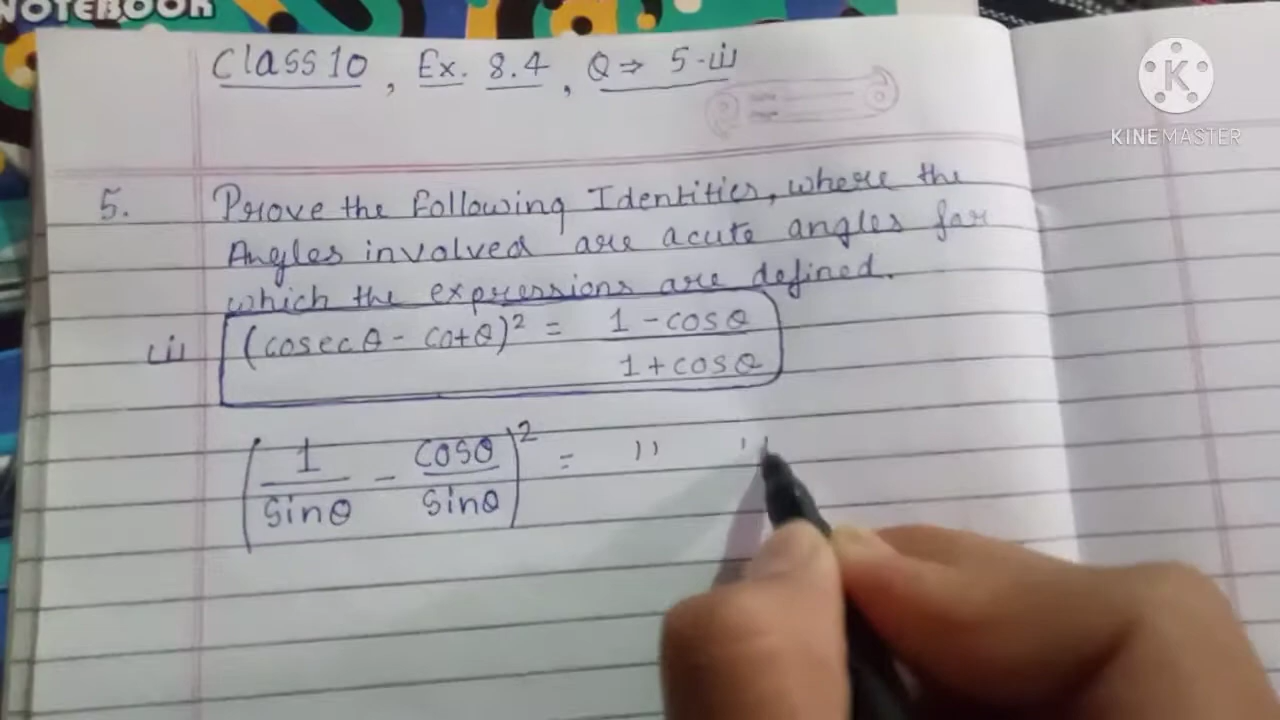 NOTEBOOK
Class 10, Ex. 8.4, Q ⇒ 5-(i)
K
KINEMASTER
5. Prove the following Identities, where the
Angles involved are acute angles for
which the expressions are defined.
(i) (cosecθ - cotθ)² = 1 - cosθ
1 + cosθ
(1/sinθ - cosθ/sinθ)² = " "